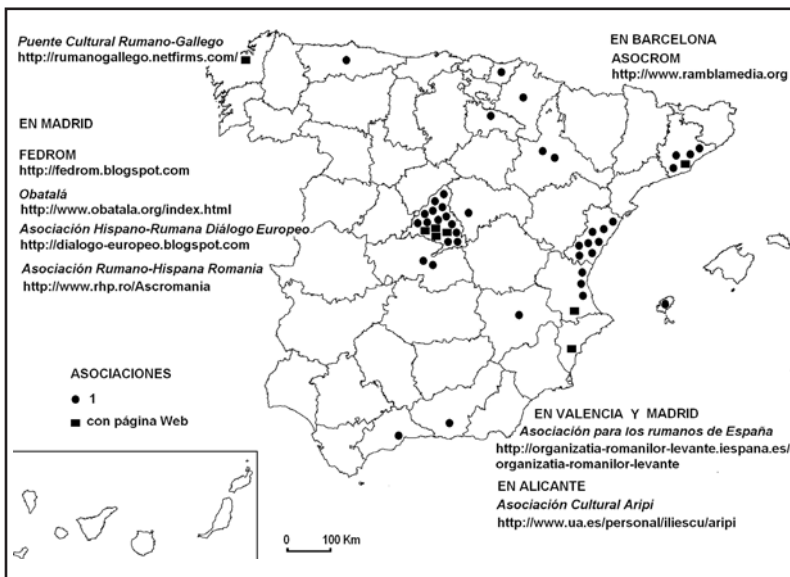 Puente Cultural Rumano-Gallego
http://rumanogallego.netfirms.com/
EN BARCELONA
ASOCROM
http://www.ramblamedia.org
EN MADRID
FEDROM
http://fedrom.blogspot.com
Obatalá
http://www.obatala.org/index.html
Asociación Hispano-Rumana Diálogo Europeo
http://dialogo-europeo.blogspot.com
Asociación Rumano-Hispana Romania
http://www.rhp.ro/Ascromania
ASOCIACIONES
1
con página Web
EN VALENCIA Y MADRID
Asociación para los rumanos de España
http://organizatia-romanilor-levante.iespana.es/
organizatia-romanilor-levante
EN ALICANTE
Asociación Cultural Aripi
http://www.ua.es/personal/iliescu/aripi
0 100 Km